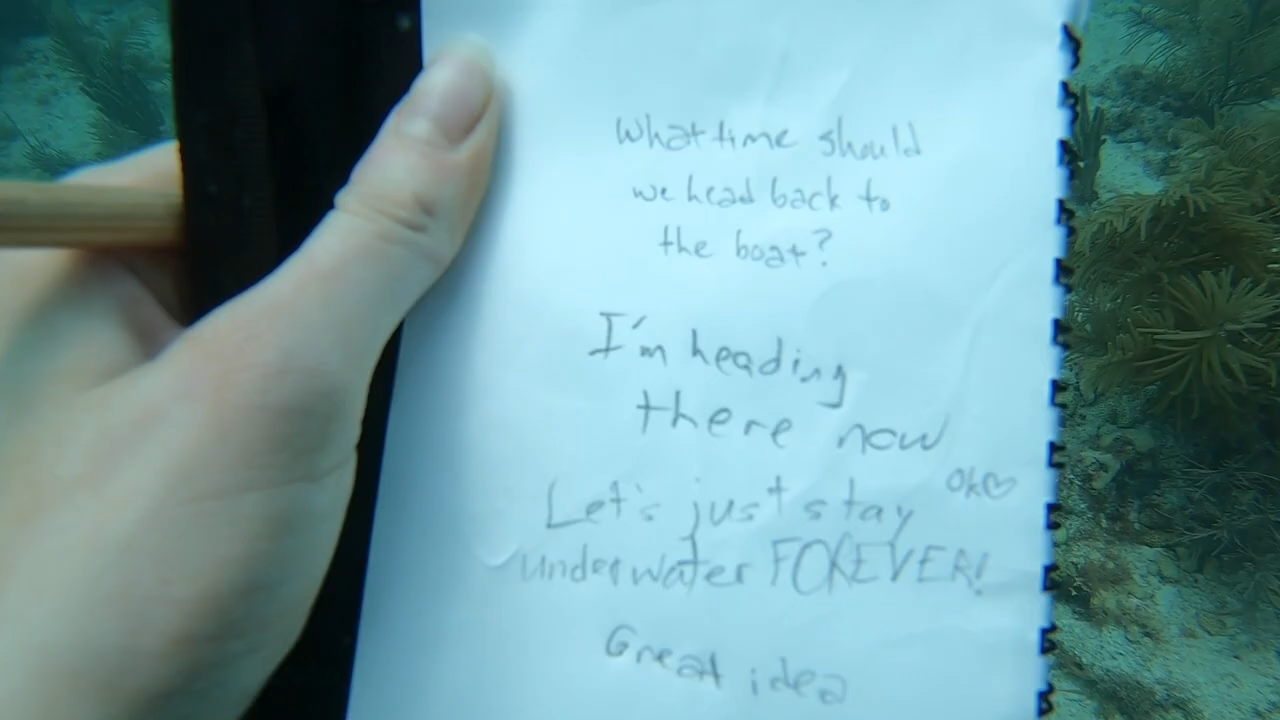 What time should
we head back to
the boat?
I'm heading
there now
ok♡
Let's just stay
underwater FOREVER!
Great idea